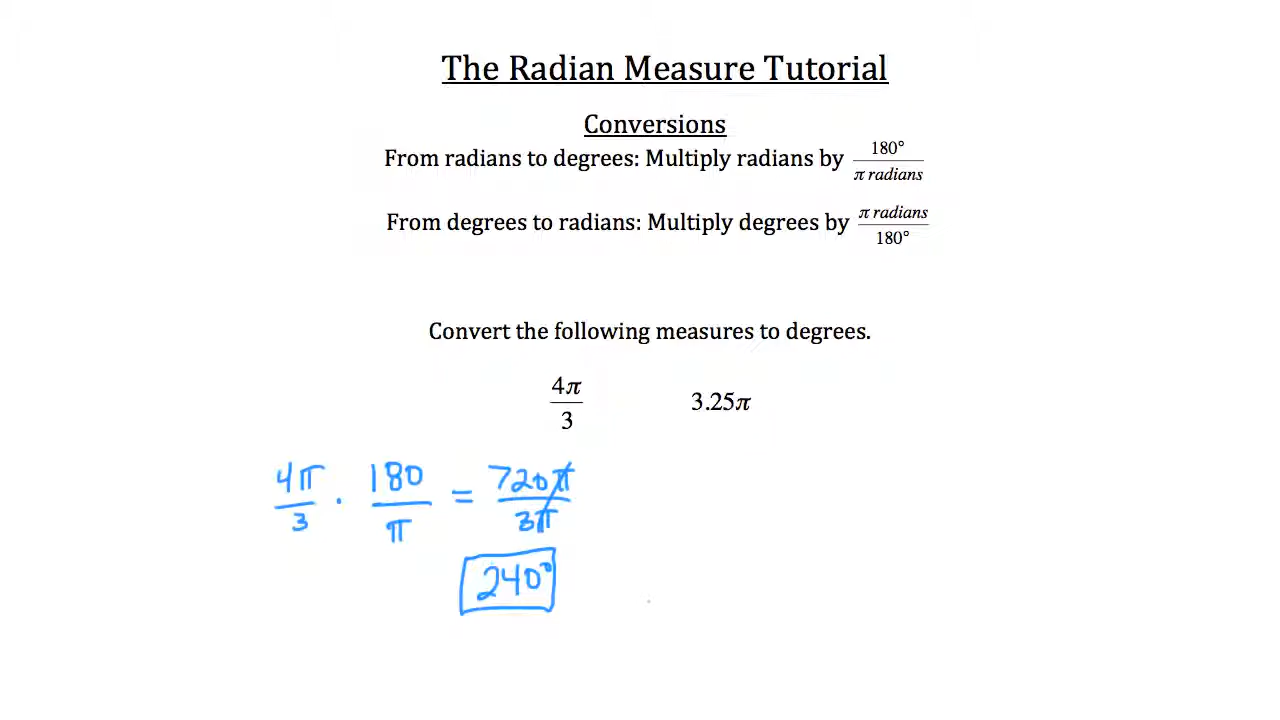 The Radian Measure Tutorial
Conversions
From radians to degrees: Multiply radians by 180° / π radians
From degrees to radians: Multiply degrees by π radians / 180°
Convert the following measures to degrees.
4π / 3    3.25π
4π / 3 · 180 / π = 720π / 3π
240°